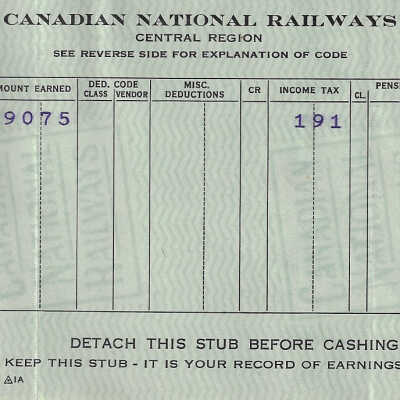 CANADIAN NATIONAL RAILWAYS
CENTRAL REGION
SEE REVERSE SIDE FOR EXPLANATION OF CODE
MOUNT EARNED DED. CODE CLASS VENDOR MISC. DEDUCTIONS CR INCOME TAX CL. PENS
9075 191
DETACH THIS STUB BEFORE CASHING
KEEP THIS STUB - IT IS YOUR RECORD OF EARNINGS
1A